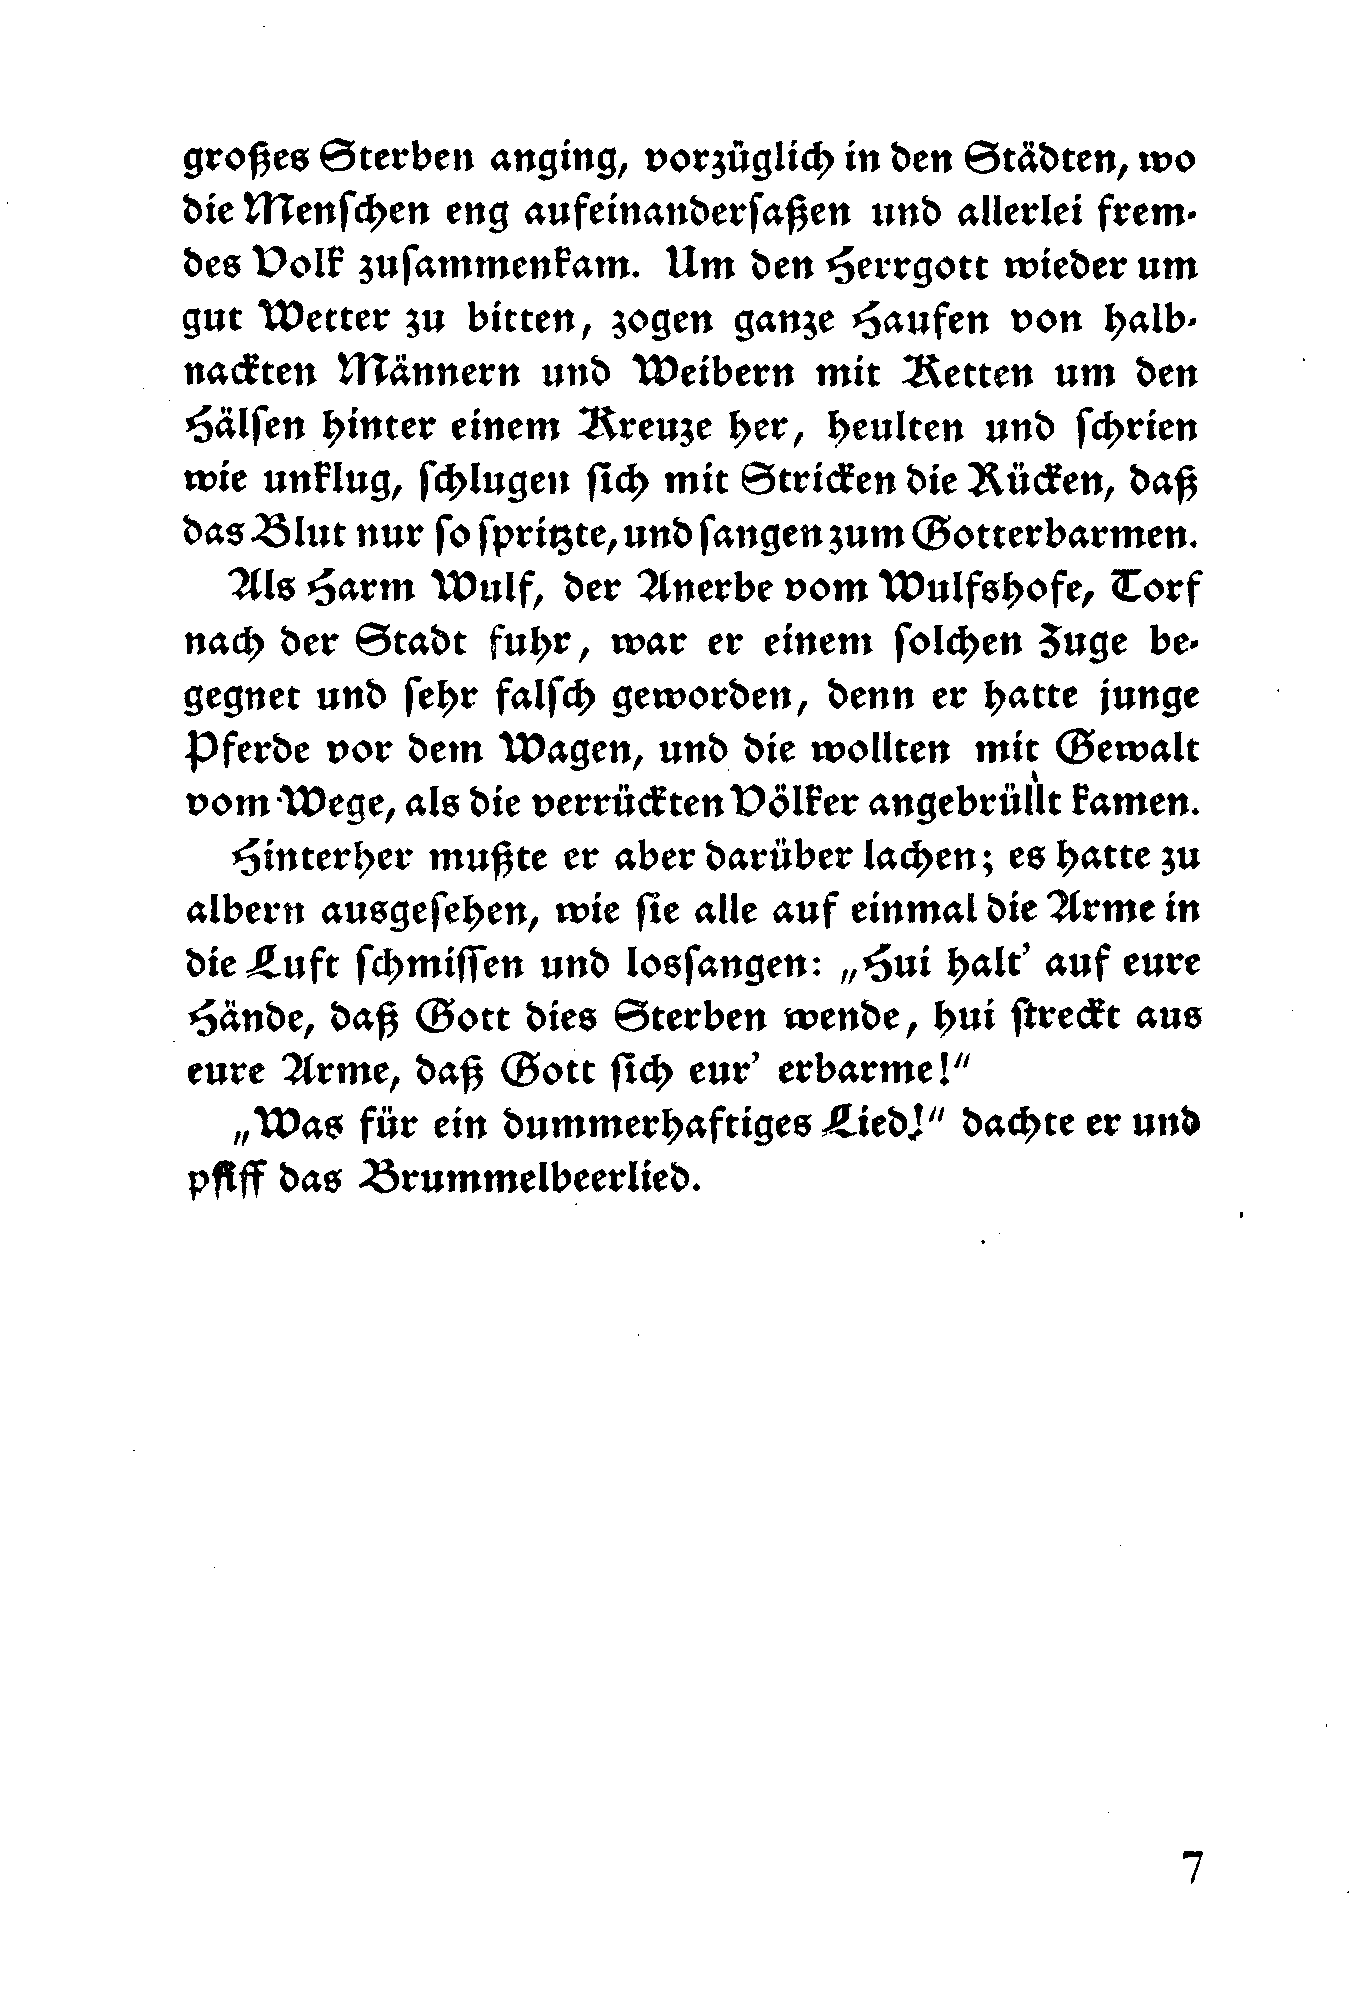 großes Sterben anging, vorzüglich in den Städten, wo
die Menschen eng aufeinandersaßen und allerlei frem-
des Volk zusammenkam. Um den Herrgott wieder um
gut Wetter zu bitten, zogen ganze Haufen von halb-
nackten Männern und Weibern mit Ketten um den
Hälsen hinter einem Kreuze her, heulten und schrien
wie unklug, schlugen sich mit Stricken die Rücken, daß
das Blut nur so spritzte, und sangen zum Gotterbarmen.
Als Harm Wulf, der Anerbe vom Wulfshofe, Torf
nach der Stadt fuhr, war er einem solchen Zuge be-
gegnet und sehr falsch geworden, denn er hatte junge
Pferde vor dem Wagen, und die wollten mit Gewalt
vom Wege, als die verrückten Völker angebrüllt kamen.
Hinterher mußte er aber darüber lachen; es hatte zu
albern ausgesehen, wie sie alle auf einmal die Arme in
die Luft schmissen und lossangen: „Hui halt' auf eure
Hände, daß Gott dies Sterben wende, hui streckt aus
eure Arme, daß Gott sich eur' erbarme!"
„Was für ein dummerhaftiges Lied!" dachte er und
pfiff das Brummelbeerlied.
7